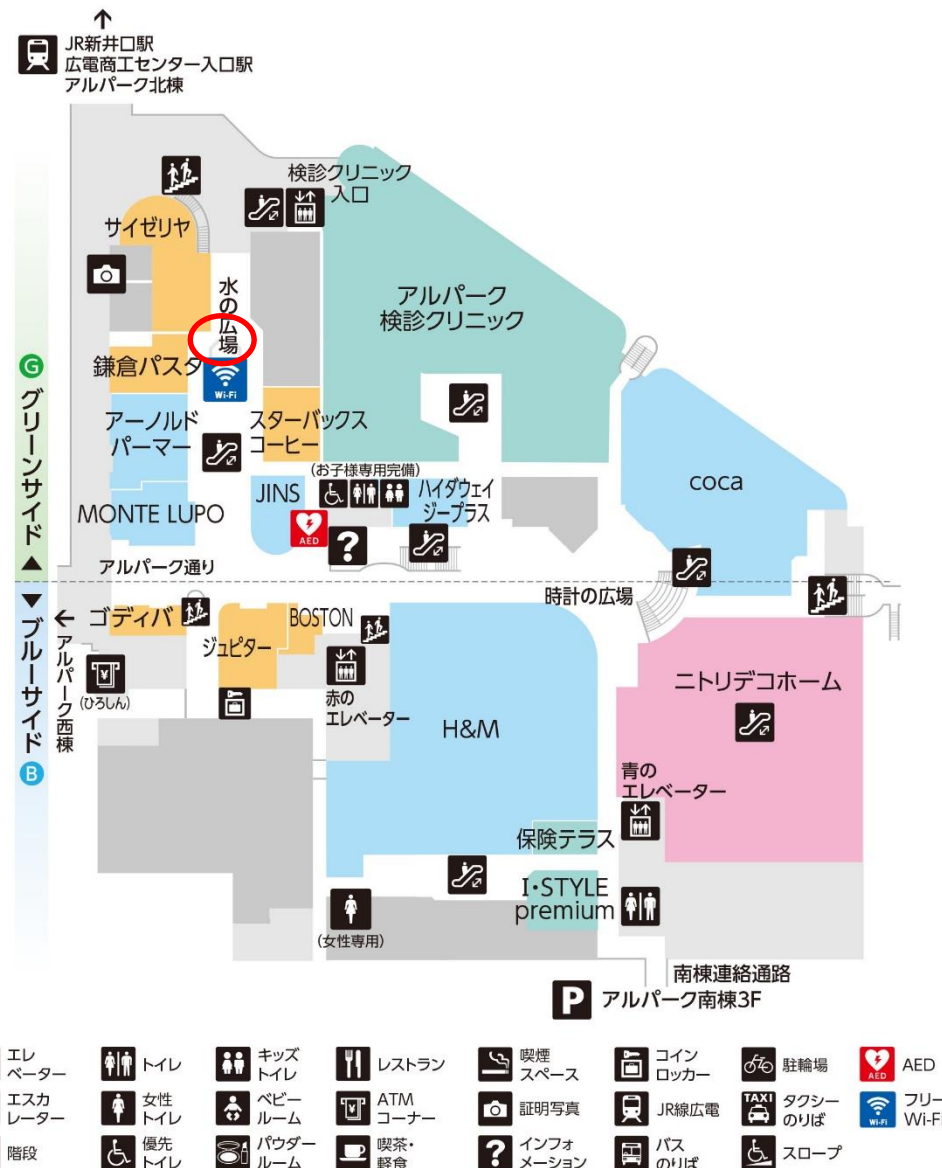 JR新井口駅
広電商工センター入口駅
アルパーク北棟
検診クリニック
入口
サイゼリヤ
水の広場
アルパーク
検診クリニック
鎌倉パスタ
Wi-Fi
アーノルド
パーマー
スターバックス
コーヒー
(お子様専用完備)
JINS
ハイダウェイ
ジープラス
coca
MONTE LUPO
AED
?
G グリーンサイド ▲
アルパーク通り
時計の広場
▼ ブルーサイド B
← アルパーク西棟
ゴディバ
BOSTON
ジュピター
(ひろしん)
赤の
エレベーター
H&M
ニトリデコホーム
青の
エレベーター
保険テラス
I・STYLE
premium
(女性専用)
南棟連絡通路
P アルパーク南棟3F
エレ
ベーター
トイレ
キッズ
トイレ
レストラン
喫煙
スペース
コイン
ロッカー
駐輪場
AED
AED
エスカ
レーター
女性
トイレ
ベビー
ルーム
ATM
コーナー
証明写真
JR線広電
TAXI
タクシー
のりば
Wi-Fi
フリー
Wi-Fi
階段
優先
トイレ
パウダー
ルーム
喫茶・
軽食
?
インフォ
メーション
バス
のりば
スロープ